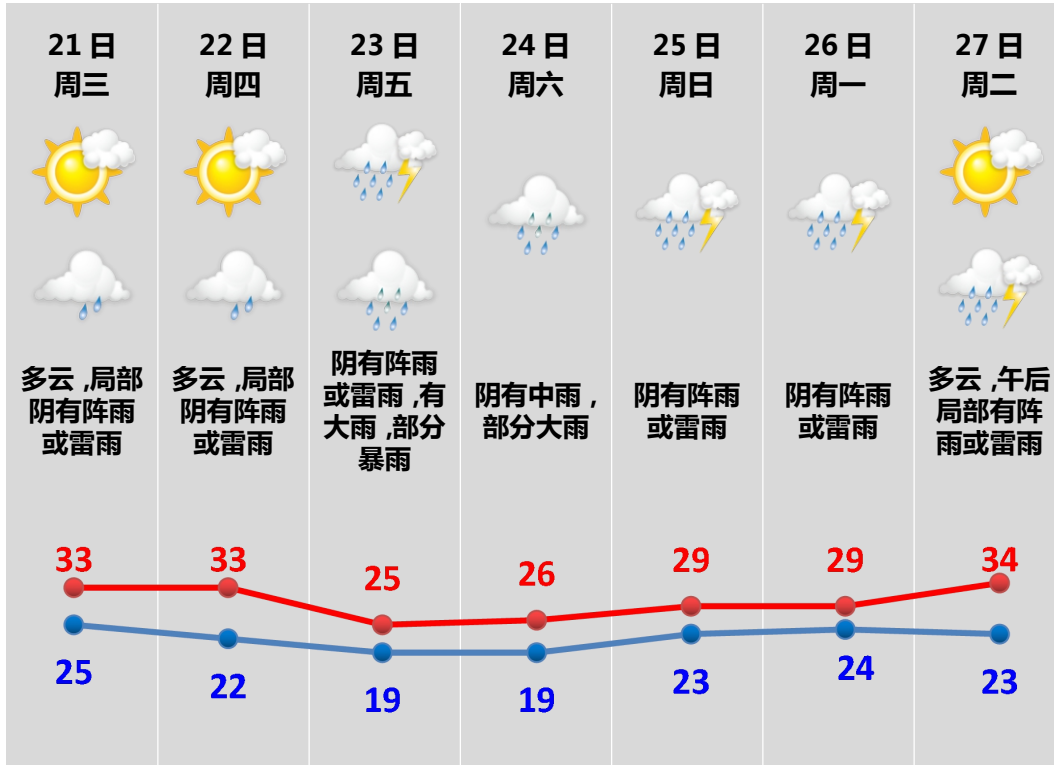 21日
周三
多云,局部
阴有阵雨
或雷雨
33
25
22日
周四
多云,局部
阴有阵雨
或雷雨
33
22
23日
周五
阴有阵雨
或雷雨,有
大雨,部分
暴雨
25
19
24日
周六
阴有中雨,
部分大雨
26
19
25日
周日
阴有阵雨
或雷雨
29
23
26日
周一
阴有阵雨
或雷雨
29
24
27日
周二
多云,午后
局部有阵
雨或雷雨
34
23